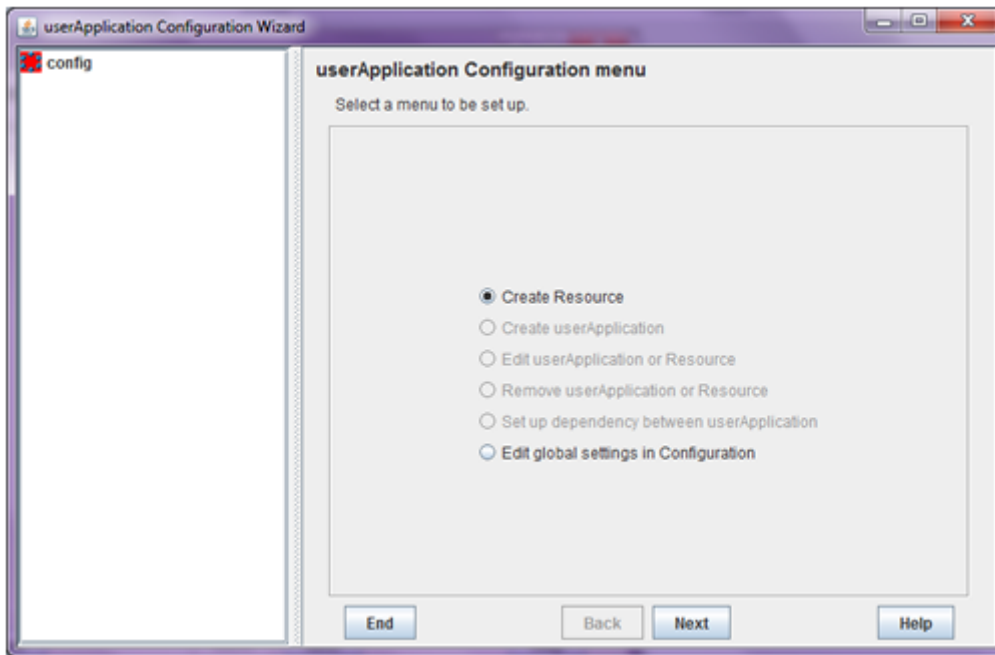 userApplication Configuration Wizard
config
userApplication Configuration menu
Select a menu to be set up.
Create Resource
Create userApplication
Edit userApplication or Resource
Remove userApplication or Resource
Set up dependency between userApplication
Edit global settings in Configuration
End Back Next Help